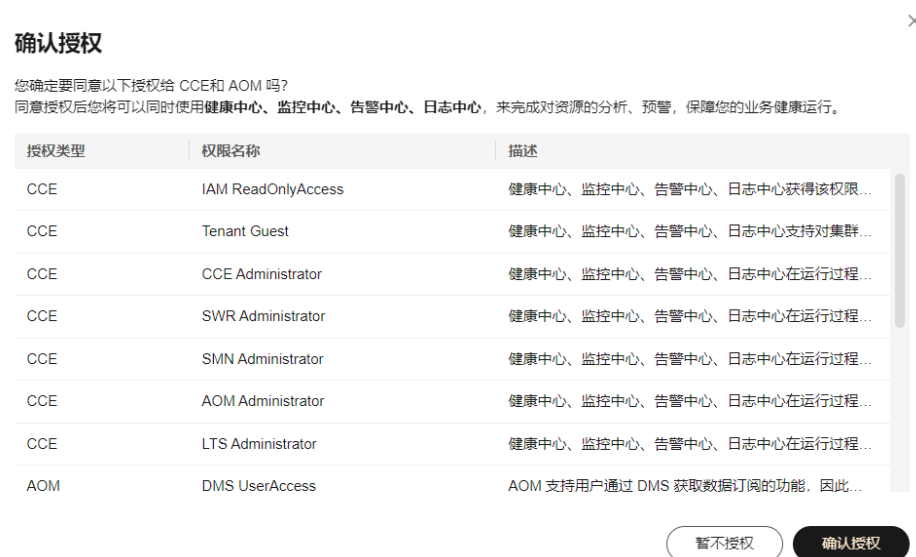 确认授权
您确定要同意以下授权给 CCE和 AOM 吗?
同意授权后您将可以同时使用健康中心、监控中心、告警中心、日志中心，来完成对资源的分析、预警，保障您的业务健康运行。
授权类型 权限名称 描述
CCE IAM ReadOnlyAccess 健康中心、监控中心、告警中心、日志中心获得该权限...
CCE Tenant Guest 健康中心、监控中心、告警中心、日志中心支持对集群...
CCE CCE Administrator 健康中心、监控中心、告警中心、日志中心在运行过程...
CCE SWR Administrator 健康中心、监控中心、告警中心、日志中心在运行过程...
CCE SMN Administrator 健康中心、监控中心、告警中心、日志中心在运行过程...
CCE AOM Administrator 健康中心、监控中心、告警中心、日志中心在运行过程...
CCE LTS Administrator 健康中心、监控中心、告警中心、日志中心在运行过程...
AOM DMS UserAccess AOM 支持用户通过 DMS 获取数据订阅的功能，因此...
暂不授权 确认授权